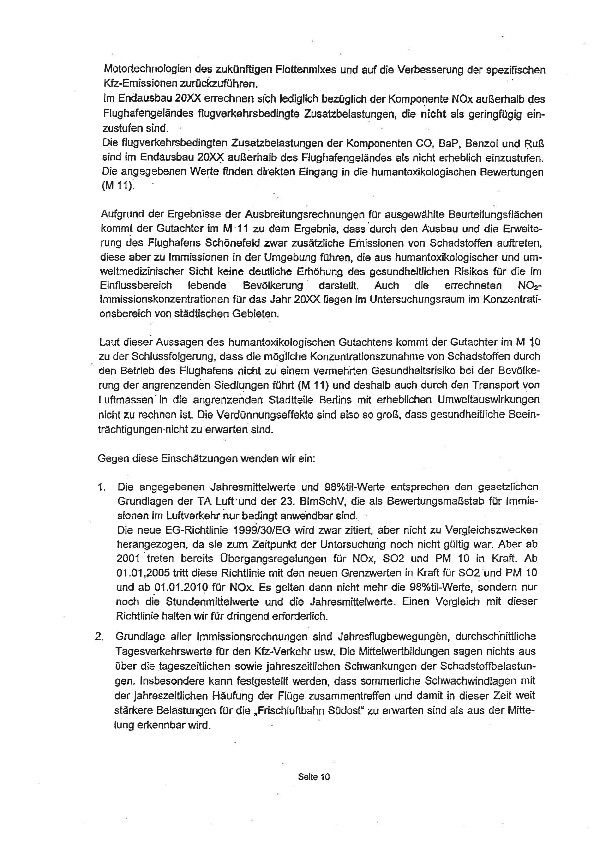 Motortechnologien des zukünftigen Flottenmixes und auf die Verbesserung der spezifischen
Kfz-Emissionen zurückzuführen.
Im Endausbau 20XX errechnen sich lediglich bezüglich der Komponente NOx außerhalb des
Flughafengeländes flugverkehrsbedingte Zusatzbelastungen, die nicht als geringfügig ein-
zustufen sind.
Die flugverkehrsbedingten Zusatzbelastungen der Komponenten CO, BaP, Benzol und Ruß
sind im Endausbau 20XX außerhalb des Flughafengeländes als nicht erheblich einzustufen.
Die angegebenen Werte finden direkten Eingang in die humantoxikologischen Bewertungen
(M 11).
Aufgrund der Ergebnisse der Ausbreitungsrechnungen für ausgewählte Beurteilungsflächen
kommt der Gutachter im M 11 zu dem Ergebnis, dass durch den Ausbau und die Erweite-
rung des Flughafens Schönefeld zwar zusätzliche Emissionen von Schadstoffen auftreten,
diese aber zu Immissionen in der Umgebung führen, die aus humantoxikologischer und um-
weltmedizinischer Sicht keine deutliche Erhöhung des gesundheitlichen Risikos für die im
Einflussbereich lebende Bevölkerung darstellt. Auch die errechneten NO₂-
Immissionskonzentrationen für das Jahr 20XX liegen im Untersuchungsraum im Konzentrati-
onsbereich von städtischen Gebieten.
Laut dieser Aussagen des humantoxikologischen Gutachtens kommt der Gutachter im M 10
zu der Schlussfolgerung, dass die mögliche Konzuntrationszunahme von Schadstoffen durch
den Betrieb des Flughafens nicht zu einem vermehrten Gesundheitsrisiko bei der Bevölke-
rung der angrenzenden Siedlungen führt (M 11) und deshalb auch durch den Transport von
Luftmassen in die angrenzenden Stadtteile Berlins mit erheblichen Umweltauswirkungen
nicht zu rechnen ist. Die Verdünnungseffekte sind also so groß, dass gesundheitliche Beein-
trächtigungen nicht zu erwarten sind.
Gegen diese Einschätzungen wenden wir ein:
1. Die angegebenen Jahresmittelwerte und 98%til-Werte entsprechen den gesetzlichen
Grundlagen der TA Luft und der 23. BImSchV, die als Bewertungsmaßstab für Immis-
sionen im Luftverkehr nur bedingt anwendbar sind.
Die neue EG-Richtlinie 1999/30/EG wird zwar zitiert, aber nicht zu Vergleichszwecken
herangezogen, da sie zum Zeitpunkt der Untersuchung noch nicht gültig war. Aber ab
2001 treten bereits Übergangsregelungen für NOx, SO2 und PM 10 in Kraft. Ab
01.01.2005 tritt diese Richtlinie mit den neuen Grenzwerten in Kraft für SO2 und PM 10
und ab 01.01.2010 für NOx. Es gelten dann nicht mehr die 98%til-Werte, sondern nur
noch die Stundenmittelwerte und die Jahresmittelwerte. Einen Vergleich mit dieser
Richtlinie halten wir für dringend erforderlich.
2. Grundlage aller Immissionsrechnungen sind Jahresflugbewegungen, durchschnittliche
Tagesverkehrswerte für den Kfz-Verkehr usw. Die Mittelwertbildungen sagen nichts aus
über die tageszeitlichen sowie jahreszeitlichen Schwankungen der Schadstoffbelastun-
gen. Insbesondere kann festgestellt werden, dass sommerliche Schwachwindlagen mit
der jahreszeitlichen Häufung der Flüge zusammentreffen und damit in dieser Zeit weit
stärkere Belastungen für die „Frischluftbahn Südost" zu erwarten sind als aus der Mitte-
lung erkennbar wird.
Seite 10